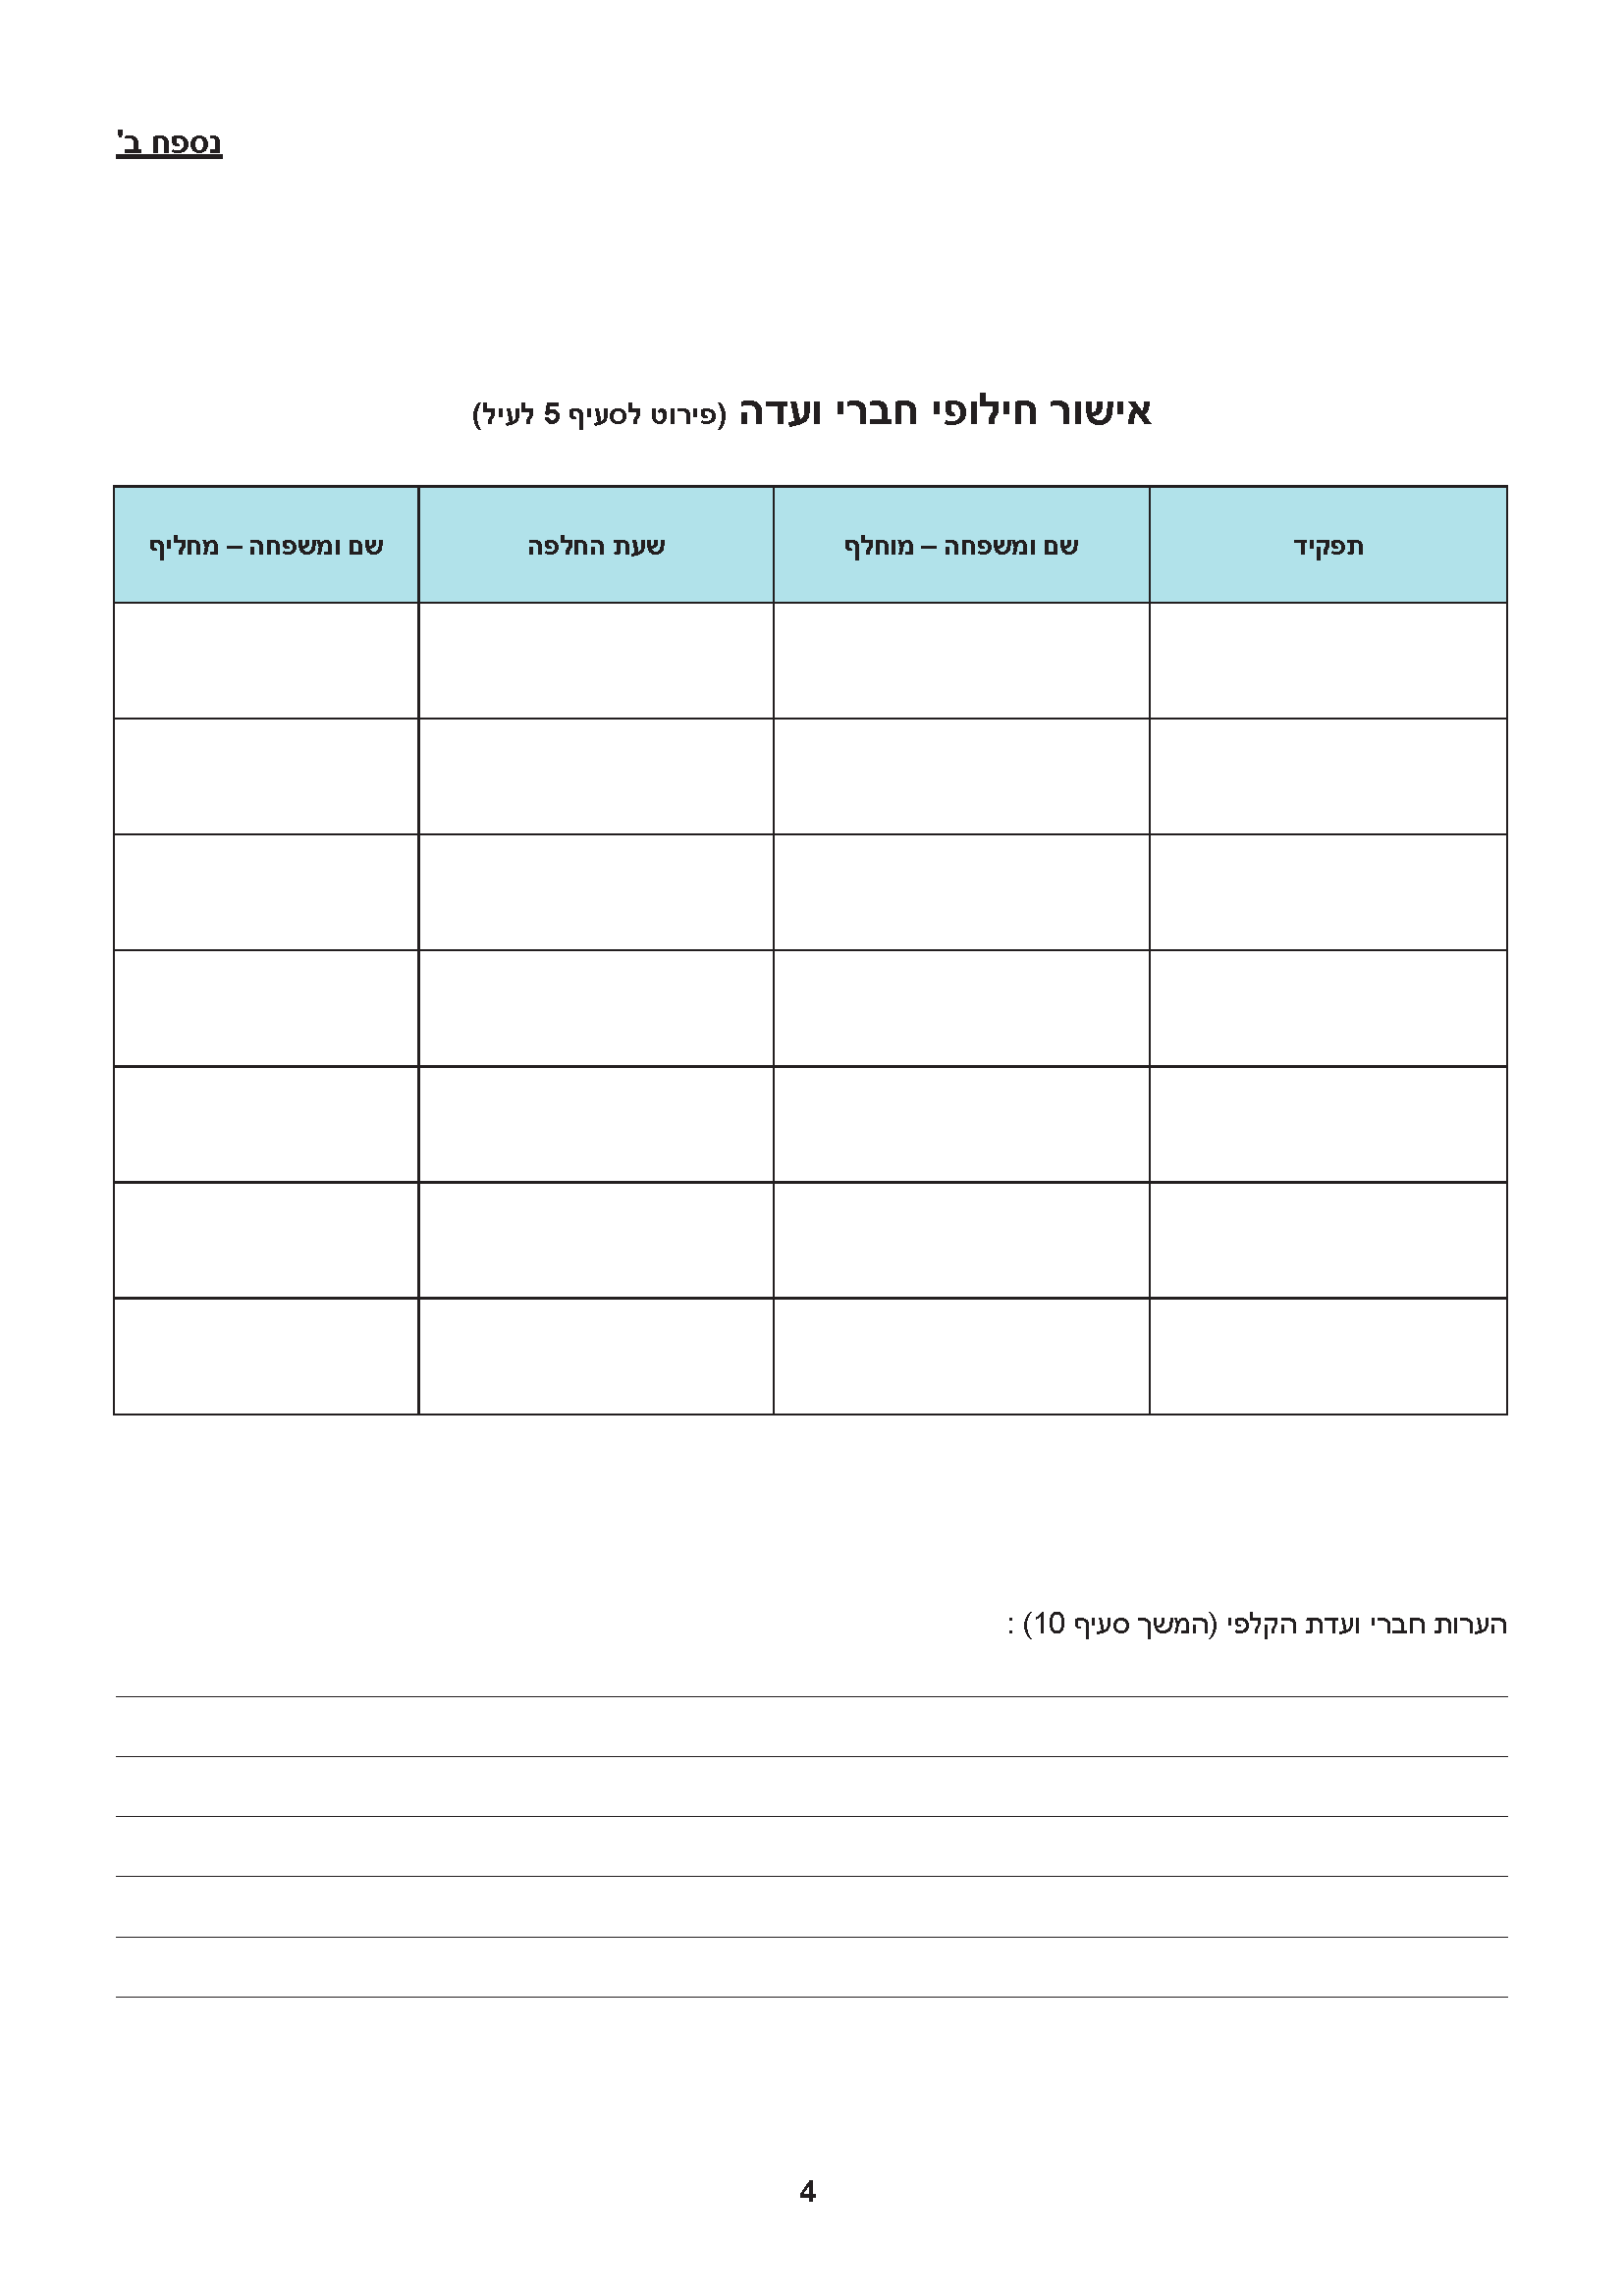 נספח ב'
אישור חילופי חברי ועדה (פירוט לסעיף 5 לעיל)
תפקיד
שם ומשפחה – מוחלף
שעת החלפה
שם ומשפחה – מחליף
הערות חברי ועדת הקלפי (המשך סעיף 10) :
4